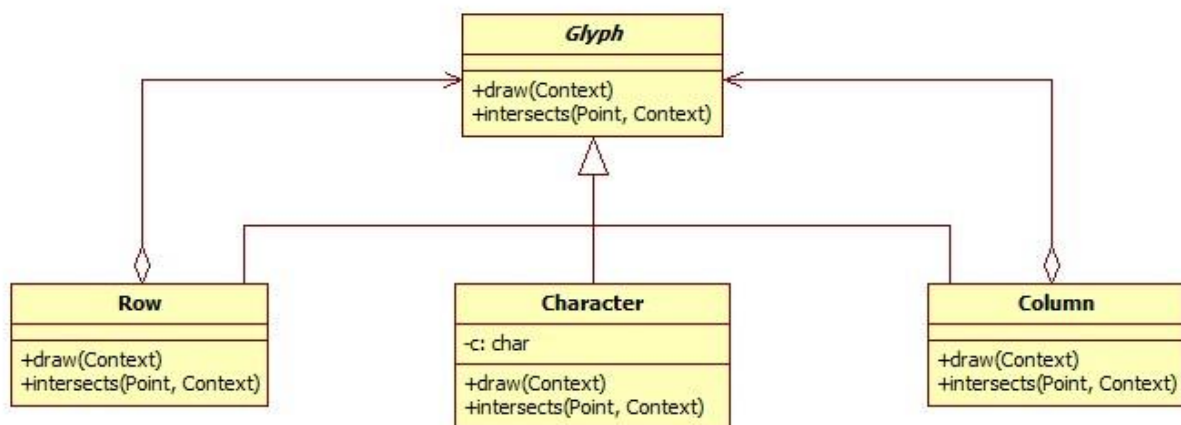 Glyph
+draw(Context)
+intersects(Point, Context)
Row
+draw(Context)
+intersects(Point, Context)
Character
-c: char
+draw(Context)
+intersects(Point, Context)
Column
+draw(Context)
+intersects(Point, Context)